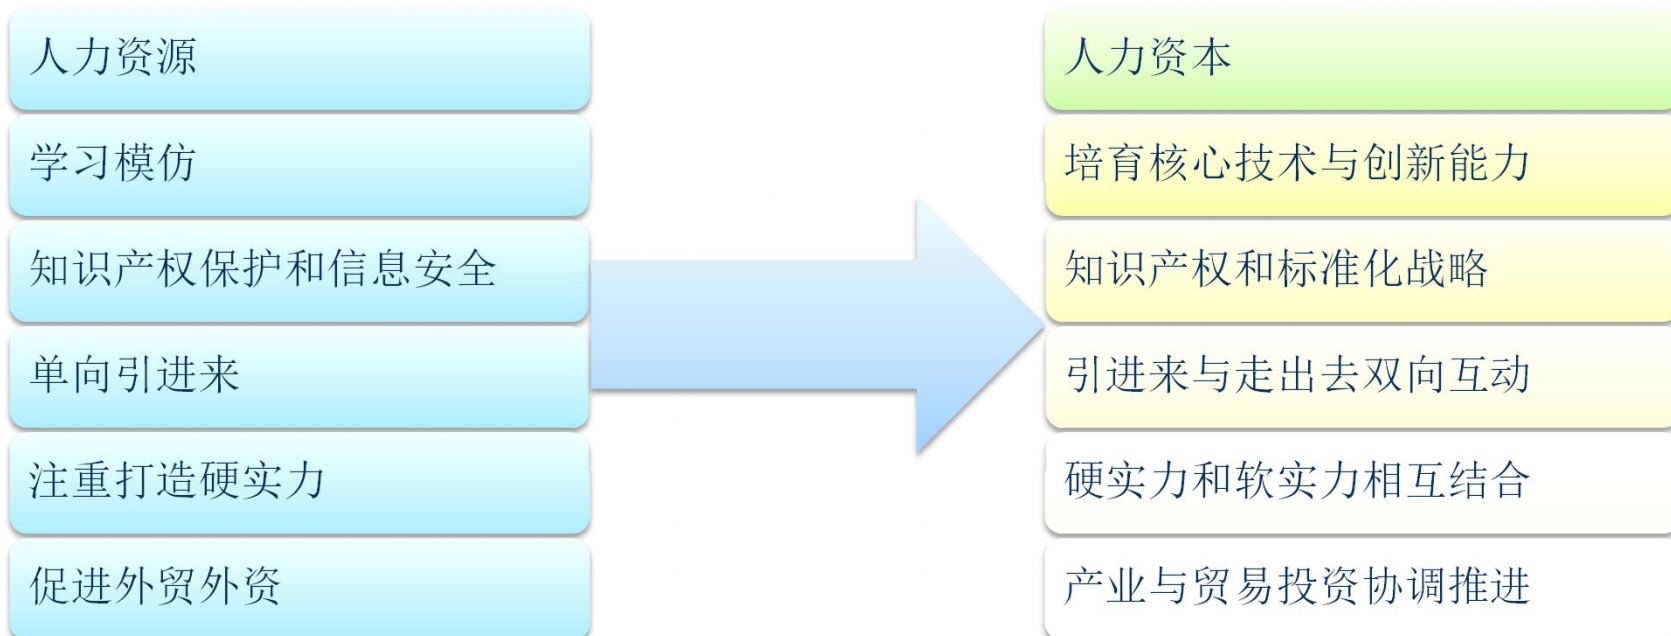 人力资源
学习模仿
知识产权保护和信息安全
单向引进来
注重打造硬实力
促进外贸外资
人力资本
培育核心技术与创新能力
知识产权和标准化战略
引进来与走出去双向互动
硬实力和软实力相互结合
产业与贸易投资协调推进